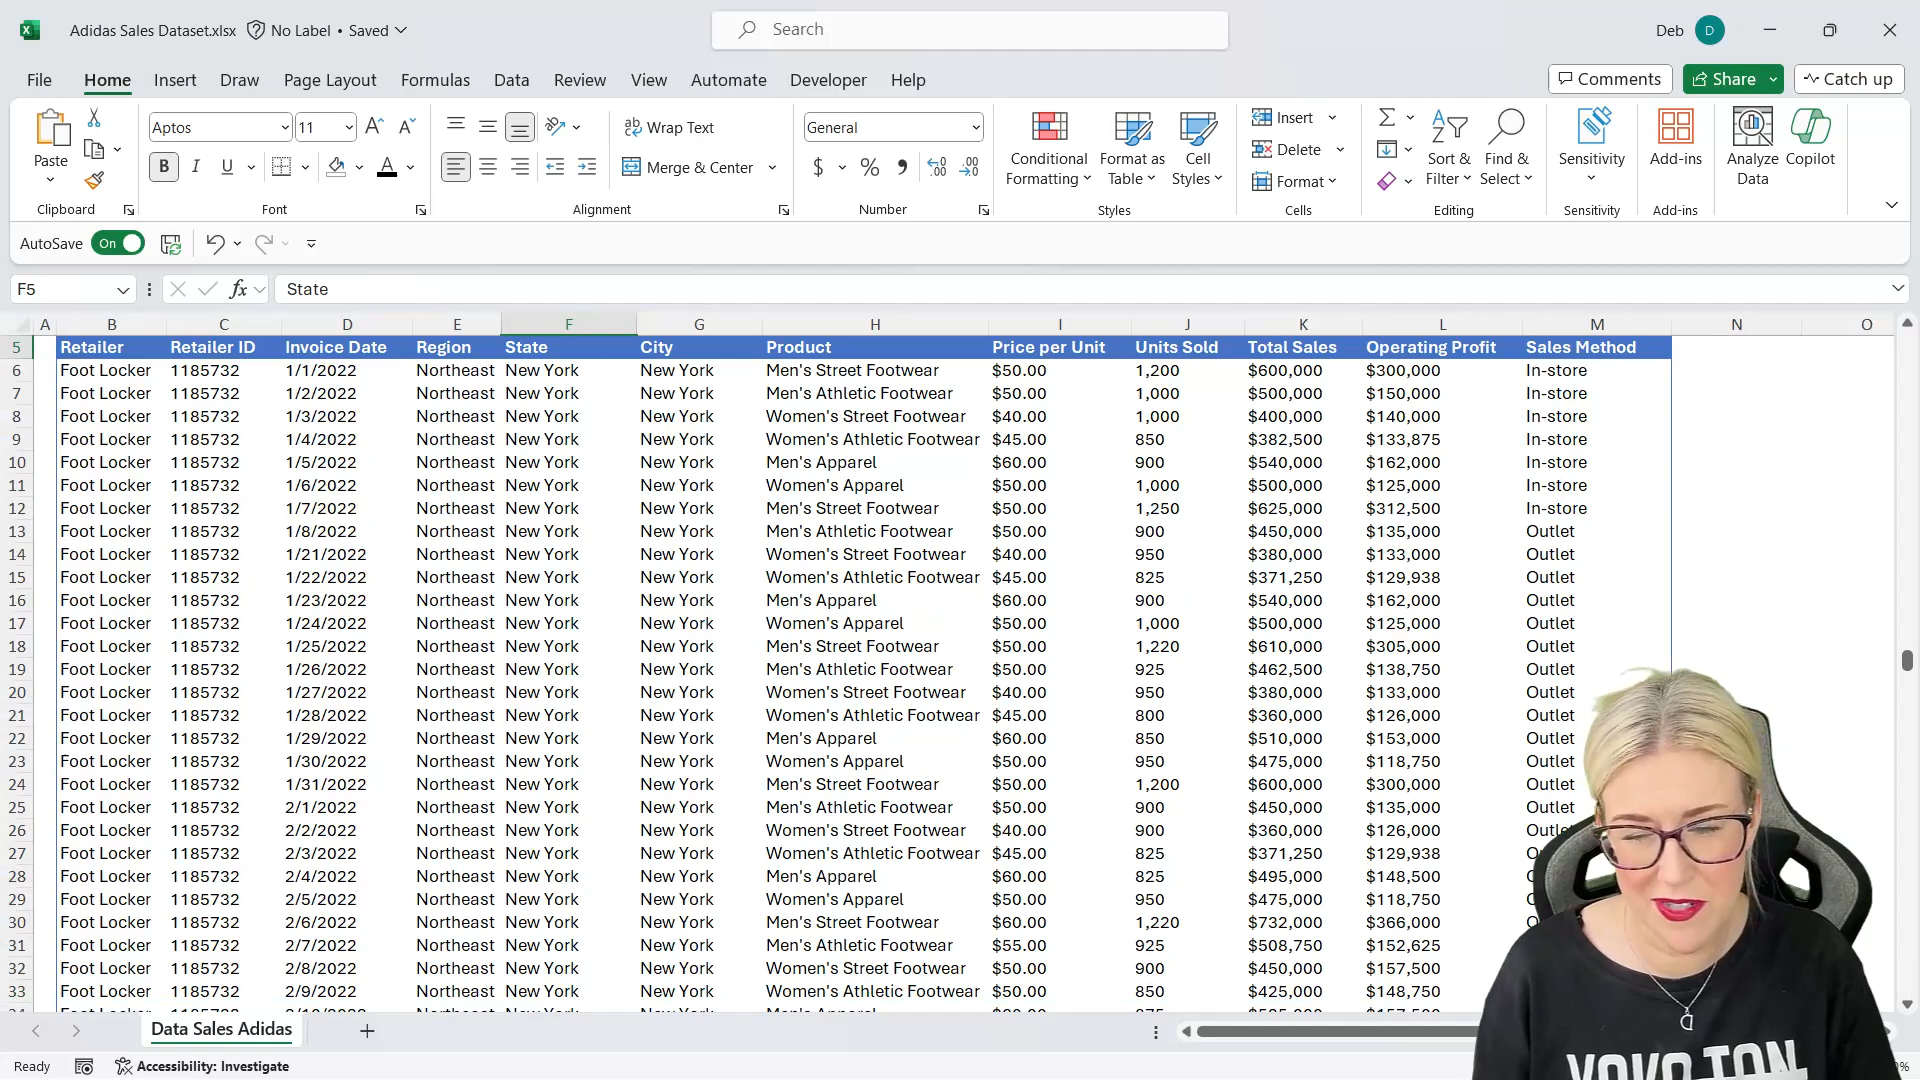 Adidas Sales Dataset.xlsx No Label • Saved
Search
Deb D
File Home Insert Draw Page Layout Formulas Data Review View Automate Developer Help
Comments Share Catch up
Paste
Clipboard
Aptos 11
B I U
Font
Wrap Text
Merge & Center
Alignment
General
$ %
Number
Conditional Formatting
Format as Table
Cell Styles
Styles
Insert
Delete
Format
Cells
Sort & Filter
Find & Select
Editing
Sensitivity
Sensitivity
Add-ins
Add-ins
Analyze Data
Copilot
AutoSave On
F5 fx State
A B C D E F G H I J K L M N O
5 Retailer Retailer ID Invoice Date Region State City Product Price per Unit Units Sold Total Sales Operating Profit Sales Method
6 Foot Locker 1185732 1/1/2022 Northeast New York New York Men's Street Footwear $50.00 1,200 $600,000 $300,000 In-store
7 Foot Locker 1185732 1/2/2022 Northeast New York New York Men's Athletic Footwear $50.00 1,000 $500,000 $150,000 In-store
8 Foot Locker 1185732 1/3/2022 Northeast New York New York Women's Street Footwear $40.00 1,000 $400,000 $140,000 In-store
9 Foot Locker 1185732 1/4/2022 Northeast New York New York Women's Athletic Footwear $45.00 850 $382,500 $133,875 In-store
10 Foot Locker 1185732 1/5/2022 Northeast New York New York Men's Apparel $60.00 900 $540,000 $162,000 In-store
11 Foot Locker 1185732 1/6/2022 Northeast New York New York Women's Apparel $50.00 1,000 $500,000 $125,000 In-store
12 Foot Locker 1185732 1/7/2022 Northeast New York New York Men's Street Footwear $50.00 1,250 $625,000 $312,500 In-store
13 Foot Locker 1185732 1/8/2022 Northeast New York New York Men's Athletic Footwear $50.00 900 $450,000 $135,000 Outlet
14 Foot Locker 1185732 1/21/2022 Northeast New York New York Women's Street Footwear $40.00 950 $380,000 $133,000 Outlet
15 Foot Locker 1185732 1/22/2022 Northeast New York New York Women's Athletic Footwear $45.00 825 $371,250 $129,938 Outlet
16 Foot Locker 1185732 1/23/2022 Northeast New York New York Men's Apparel $60.00 900 $540,000 $162,000 Outlet
17 Foot Locker 1185732 1/24/2022 Northeast New York New York Women's Apparel $50.00 1,000 $500,000 $125,000 Outlet
18 Foot Locker 1185732 1/25/2022 Northeast New York New York Men's Street Footwear $50.00 1,220 $610,000 $305,000 Outlet
19 Foot Locker 1185732 1/26/2022 Northeast New York New York Men's Athletic Footwear $50.00 925 $462,500 $138,750 Outlet
20 Foot Locker 1185732 1/27/2022 Northeast New York New York Women's Street Footwear $40.00 950 $380,000 $133,000 Outlet
21 Foot Locker 1185732 1/28/2022 Northeast New York New York Women's Athletic Footwear $45.00 800 $360,000 $126,000 Outlet
22 Foot Locker 1185732 1/29/2022 Northeast New York New York Men's Apparel $60.00 850 $510,000 $153,000 Outlet
23 Foot Locker 1185732 1/30/2022 Northeast New York New York Women's Apparel $50.00 950 $475,000 $118,750 Outlet
24 Foot Locker 1185732 1/31/2022 Northeast New York New York Men's Street Footwear $50.00 1,200 $600,000 $300,000 Outlet
25 Foot Locker 1185732 2/1/2022 Northeast New York New York Men's Athletic Footwear $50.00 900 $450,000 $135,000 Outlet
26 Foot Locker 1185732 2/2/2022 Northeast New York New York Women's Street Footwear $40.00 900 $360,000 $126,000
27 Foot Locker 1185732 2/3/2022 Northeast New York New York Women's Athletic Footwear $45.00 825 $371,250 $129,938
28 Foot Locker 1185732 2/4/2022 Northeast New York New York Men's Apparel $60.00 825 $495,000 $148,500
29 Foot Locker 1185732 2/5/2022 Northeast New York New York Women's Apparel $50.00 950 $475,000 $118,750
30 Foot Locker 1185732 2/6/2022 Northeast New York New York Men's Street Footwear $60.00 1,220 $732,000 $366,000
31 Foot Locker 1185732 2/7/2022 Northeast New York New York Men's Athletic Footwear $55.00 925 $508,750 $152,625
32 Foot Locker 1185732 2/8/2022 Northeast New York New York Women's Street Footwear $50.00 900 $450,000 $157,500
33 Foot Locker 1185732 2/9/2022 Northeast New York New York Women's Athletic Footwear $50.00 850 $425,000 $148,750
Data Sales Adidas
Ready Accessibility: Investigate